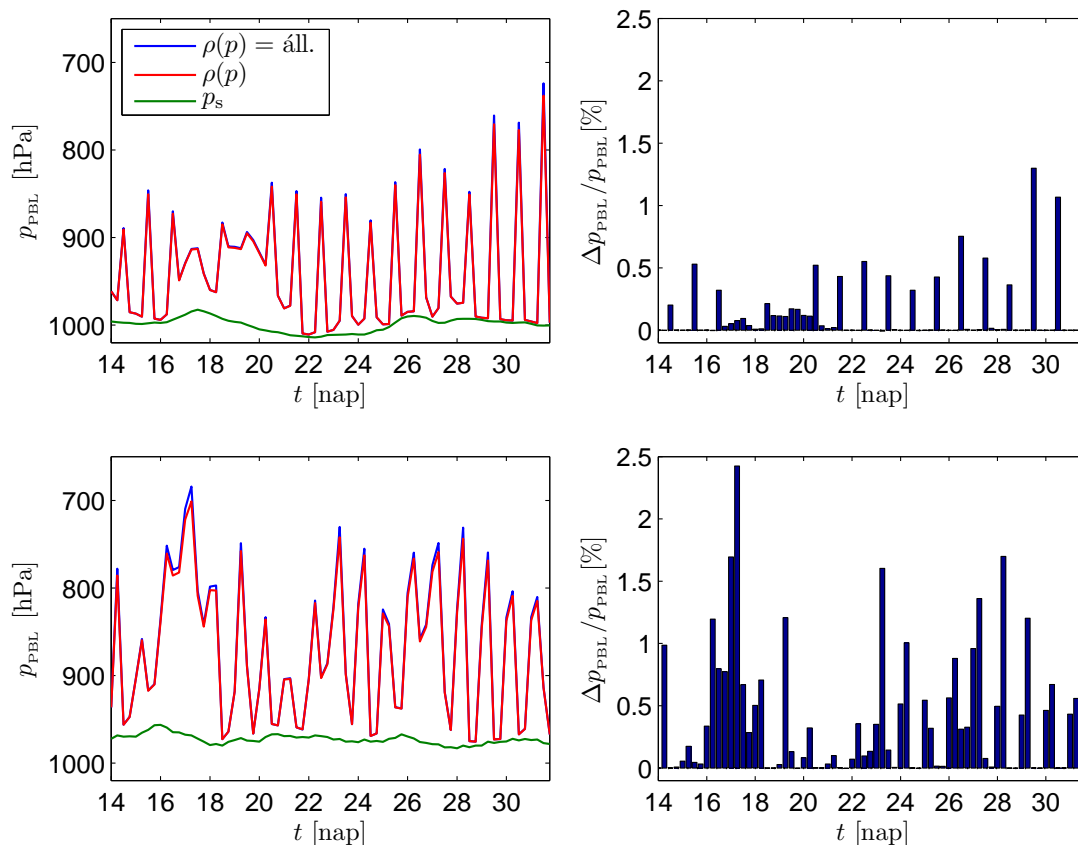 700
800
900
1000
p_PBL [hPa]
ρ(p) = áll.
ρ(p)
p_s
14 16 18 20 22 24 26 28 30
t [nap]
2.5
2
1.5
1
0.5
0
Δp_PBL/p_PBL[%]
14 16 18 20 22 24 26 28 30
t [nap]
700
800
900
1000
p_PBL [hPa]
14 16 18 20 22 24 26 28 30
t [nap]
2.5
2
1.5
1
0.5
0
Δp_PBL/p_PBL[%]
14 16 18 20 22 24 26 28 30
t [nap]